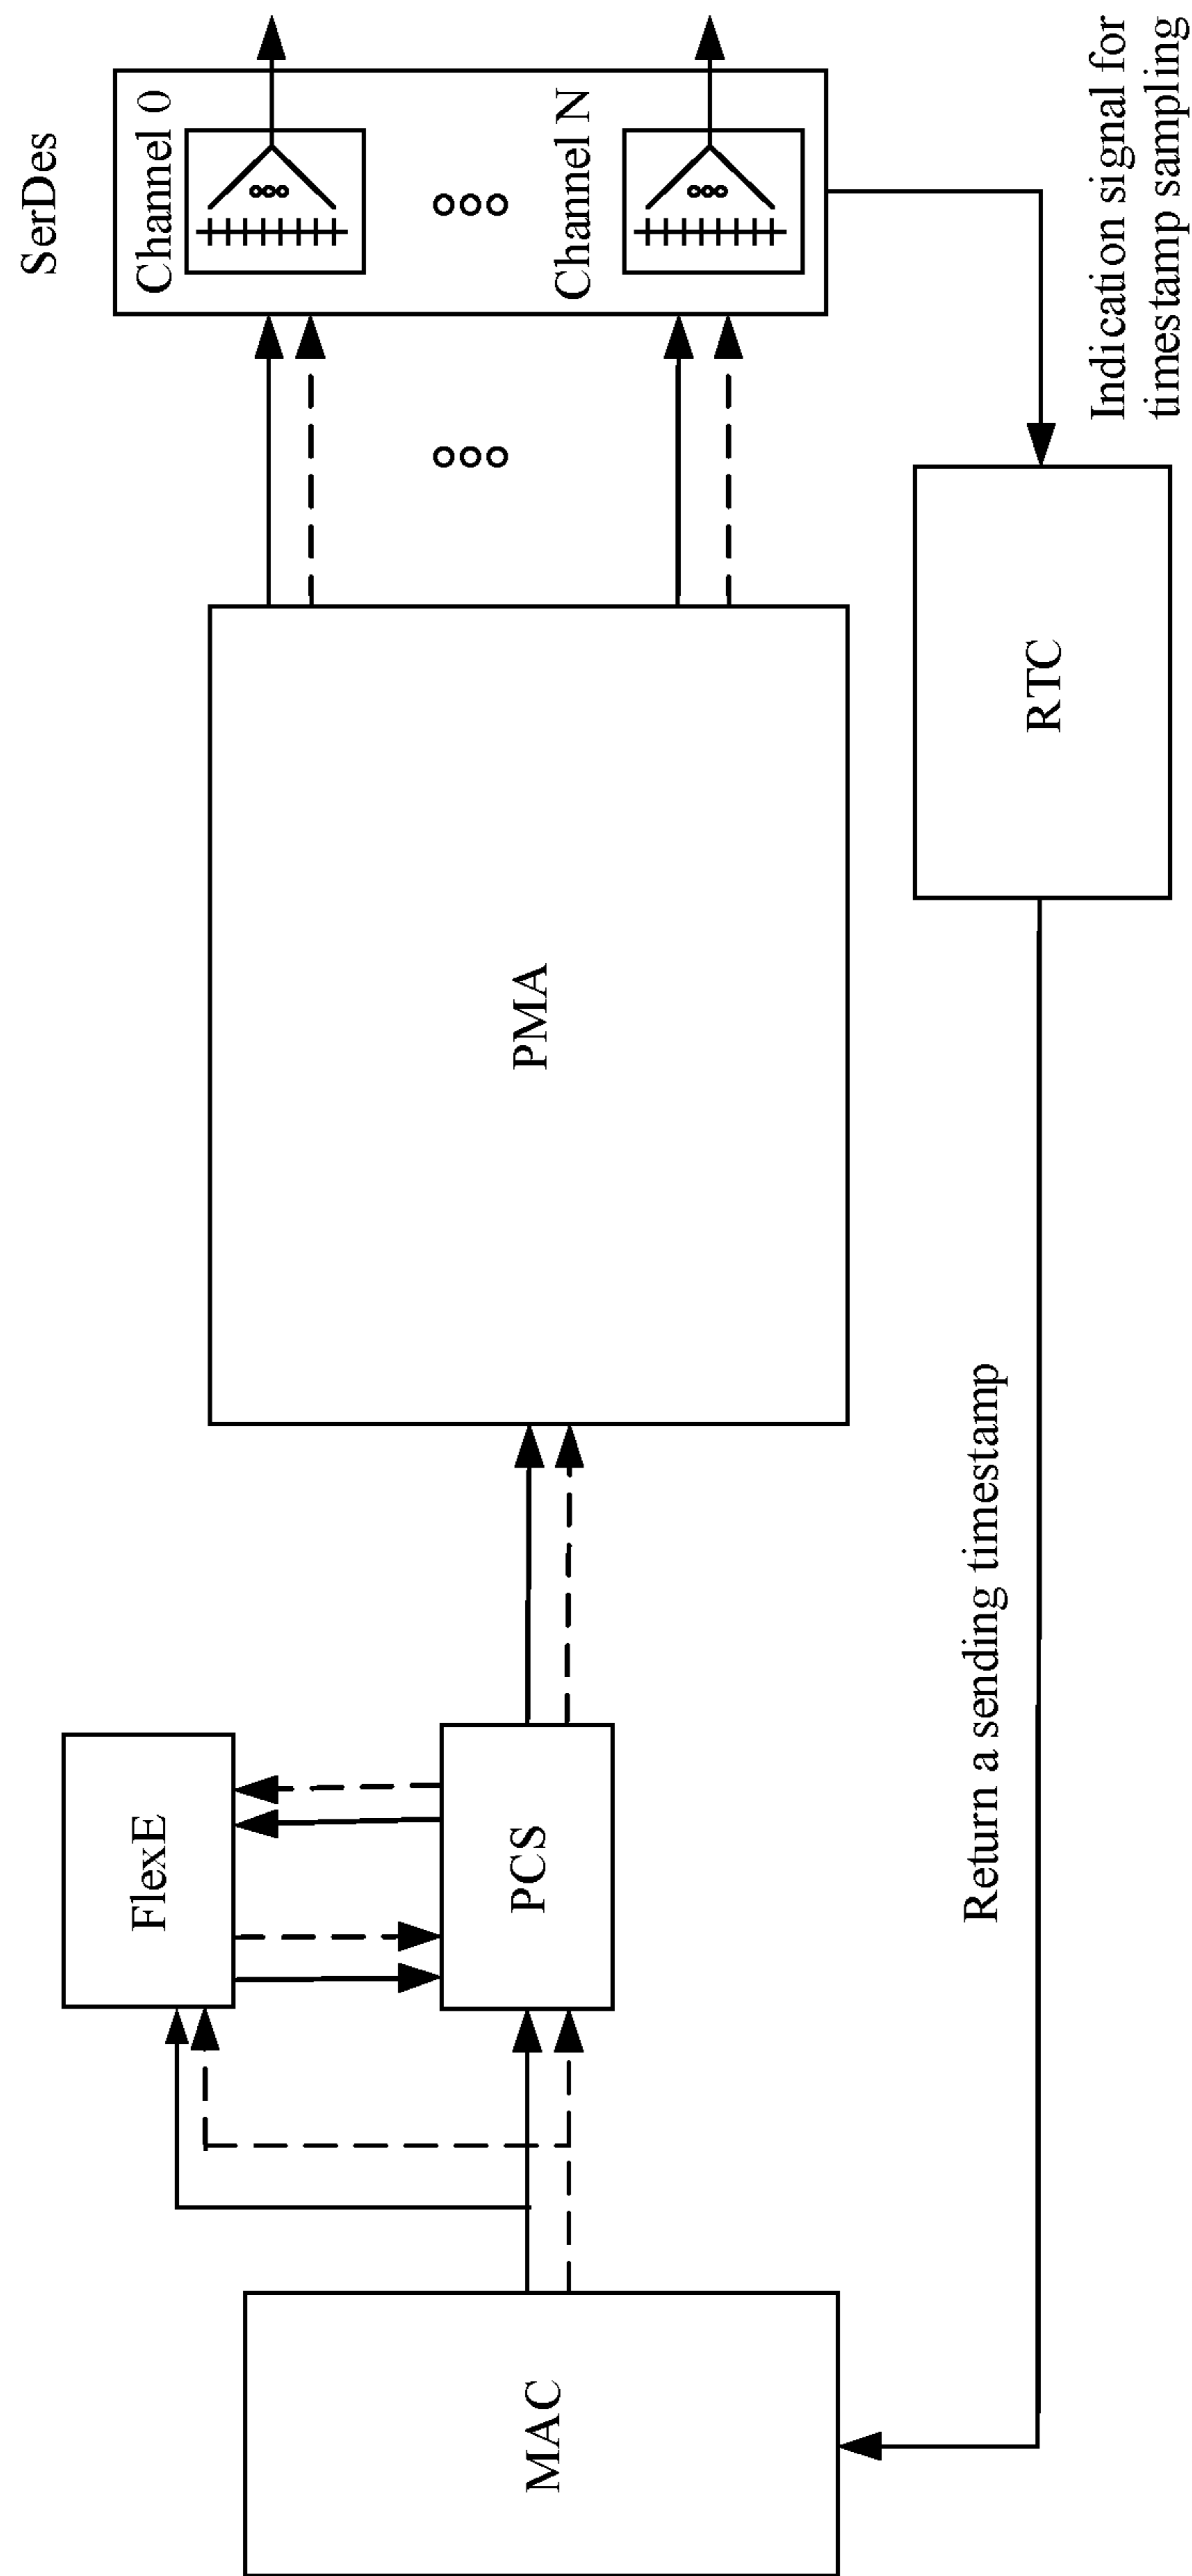 SerDes
Channel 0
Channel N
Indication signal for
timestamp sampling
FlexE
PCS
PMA
RTC
MAC
Return a sending timestamp